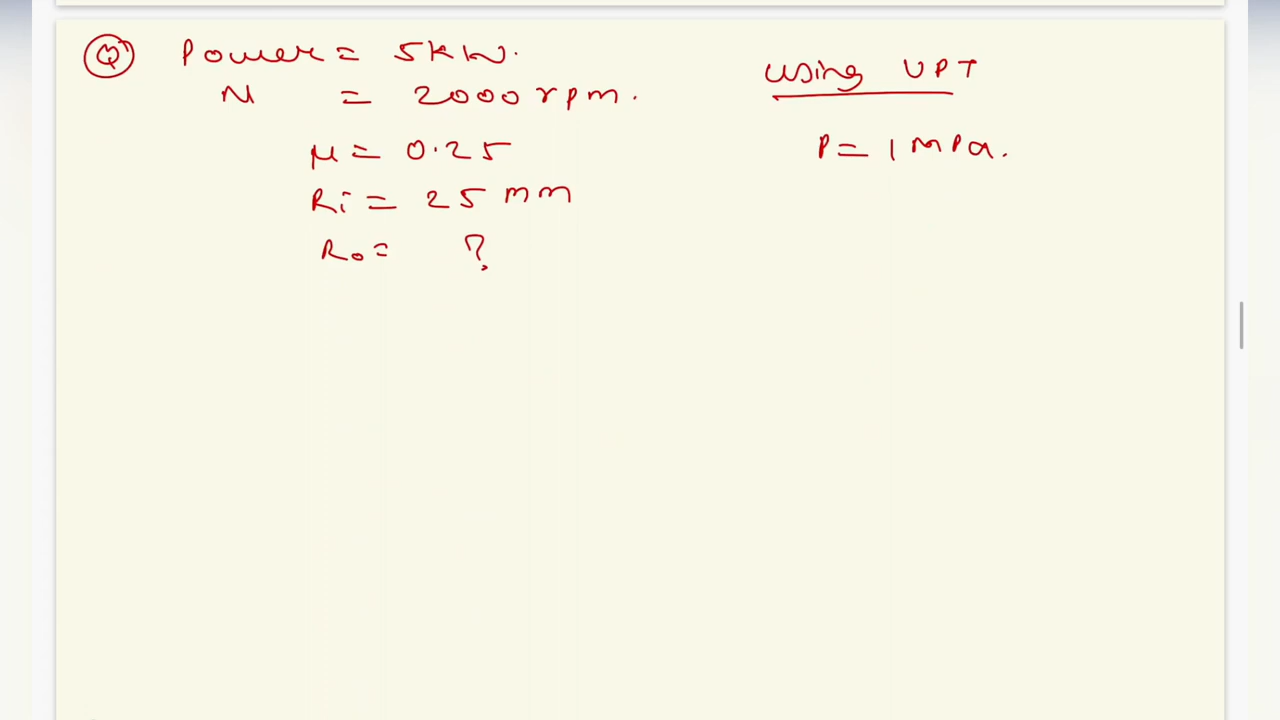 Q Power = 5kW.
N = 2000 rpm.
μ = 0.25
Ri = 25 mm
Ro = ?
Using UPT
P = 1 MPa.